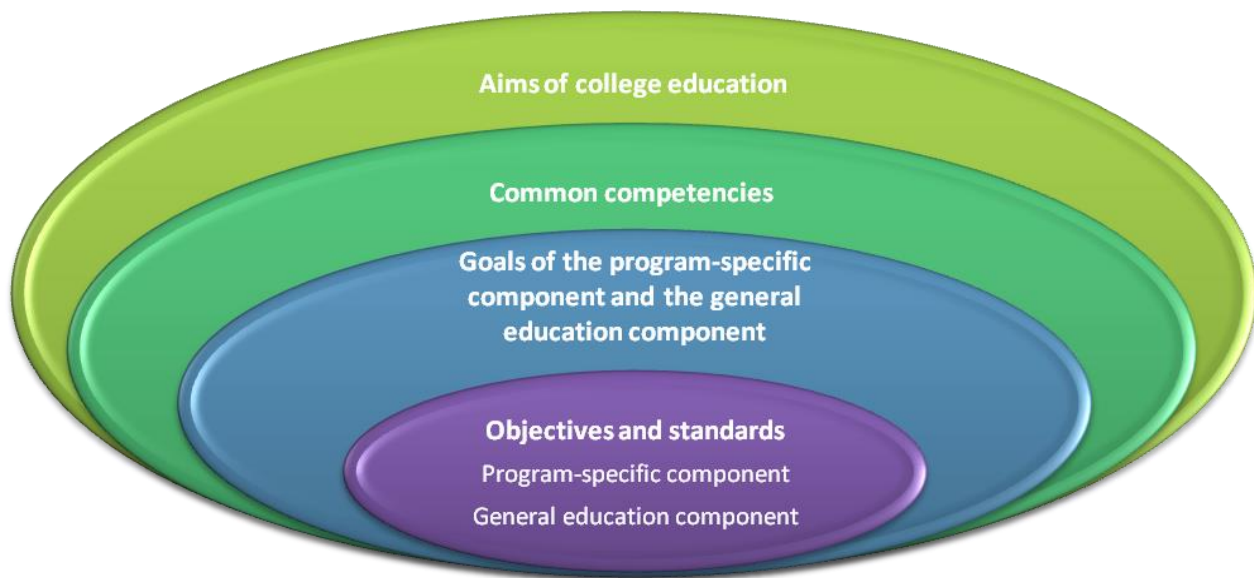 Aims of college education
Common competencies
Goals of the program-specific
component and the general
education component
Objectives and standards
Program-specific component
General education component